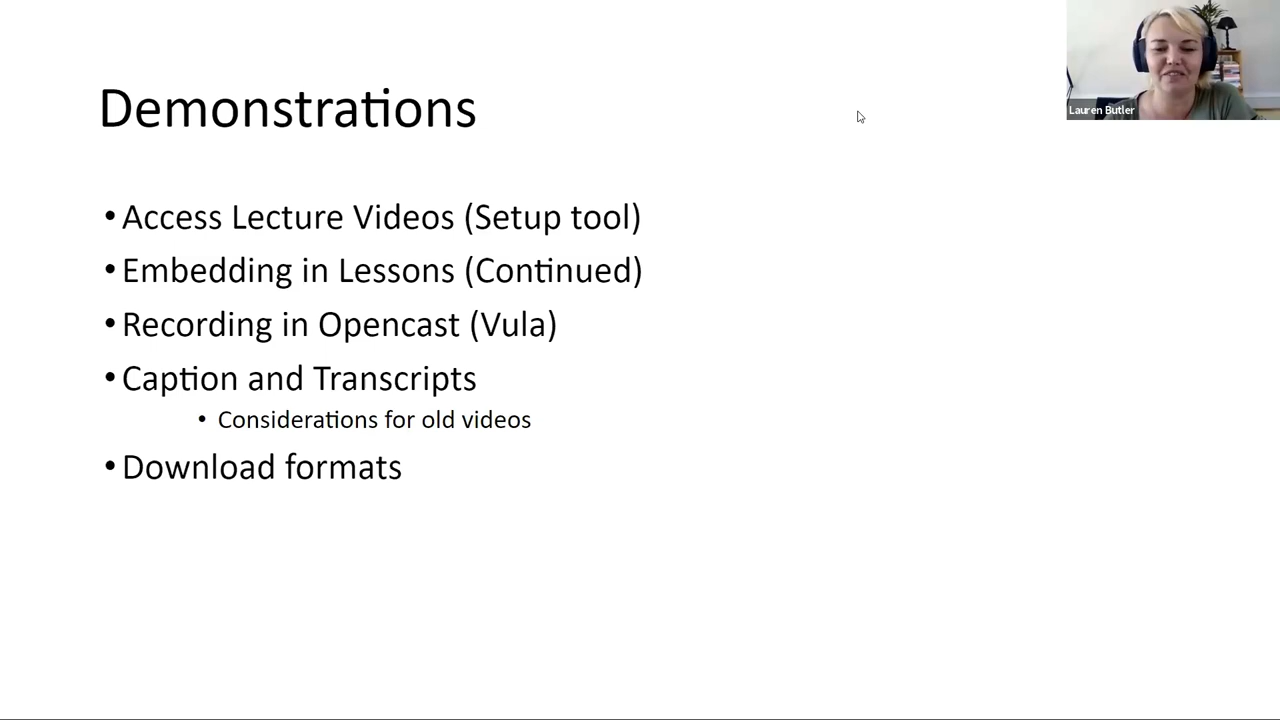 Demonstrations
Lauren Butler
• Access Lecture Videos (Setup tool)
• Embedding in Lessons (Continued)
• Recording in Opencast (Vula)
• Caption and Transcripts
• Considerations for old videos
• Download formats